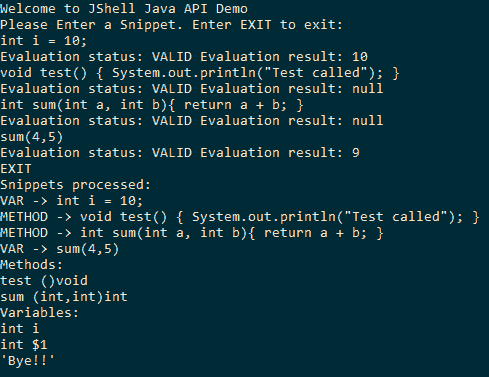 Welcome to JShell Java API Demo
Please Enter a Snippet. Enter EXIT to exit:
int i = 10;
Evaluation status: VALID Evaluation result: 10
void test() { System.out.println("Test called"); }
Evaluation status: VALID Evaluation result: null
int sum(int a, int b){ return a + b; }
Evaluation status: VALID Evaluation result: null
sum(4,5)
Evaluation status: VALID Evaluation result: 9
EXIT
Snippets processed:
VAR -> int i = 10;
METHOD -> void test() { System.out.println("Test called"); }
METHOD -> int sum(int a, int b){ return a + b; }
VAR -> sum(4,5)
Methods:
test ()void
sum (int,int)int
Variables:
int i
int $1
'Bye!!'